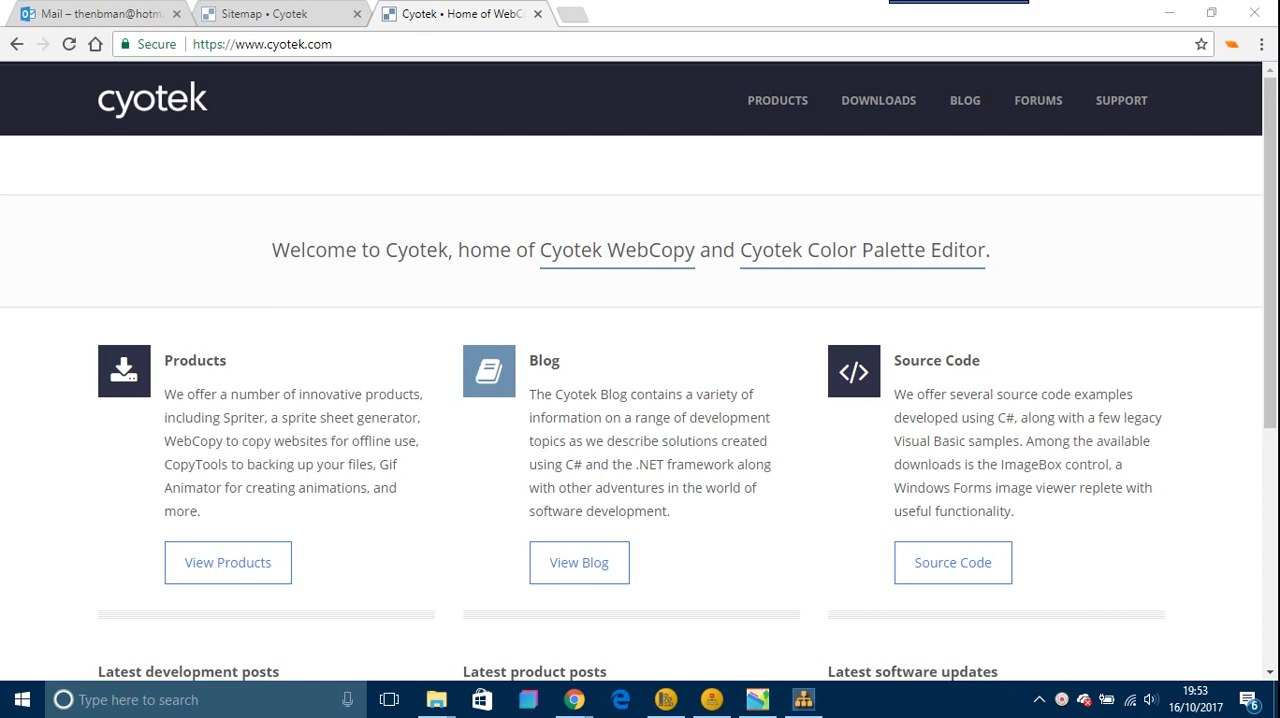 Mail – thenbman@hotm
Sitemap • Cyotek
Cyotek • Home of WebC
Secure
https://www.cyotek.com
cyotek
PRODUCTS
DOWNLOADS
BLOG
FORUMS
SUPPORT
Welcome to Cyotek, home of Cyotek WebCopy and Cyotek Color Palette Editor.
Products
We offer a number of innovative products,
including Spriter, a sprite sheet generator,
WebCopy to copy websites for offline use,
CopyTools to backing up your files, Gif
Animator for creating animations, and
more.
View Products
Blog
The Cyotek Blog contains a variety of
information on a range of development
topics as we describe solutions created
using C# and the .NET framework along
with other adventures in the world of
software development.
View Blog
Source Code
We offer several source code examples
developed using C#, along with a few legacy
Visual Basic samples. Among the available
downloads is the ImageBox control, a
Windows Forms image viewer replete with
useful functionality.
Source Code
Latest development posts
Latest product posts
Latest software updates
Type here to search
19:53
16/10/2017
6